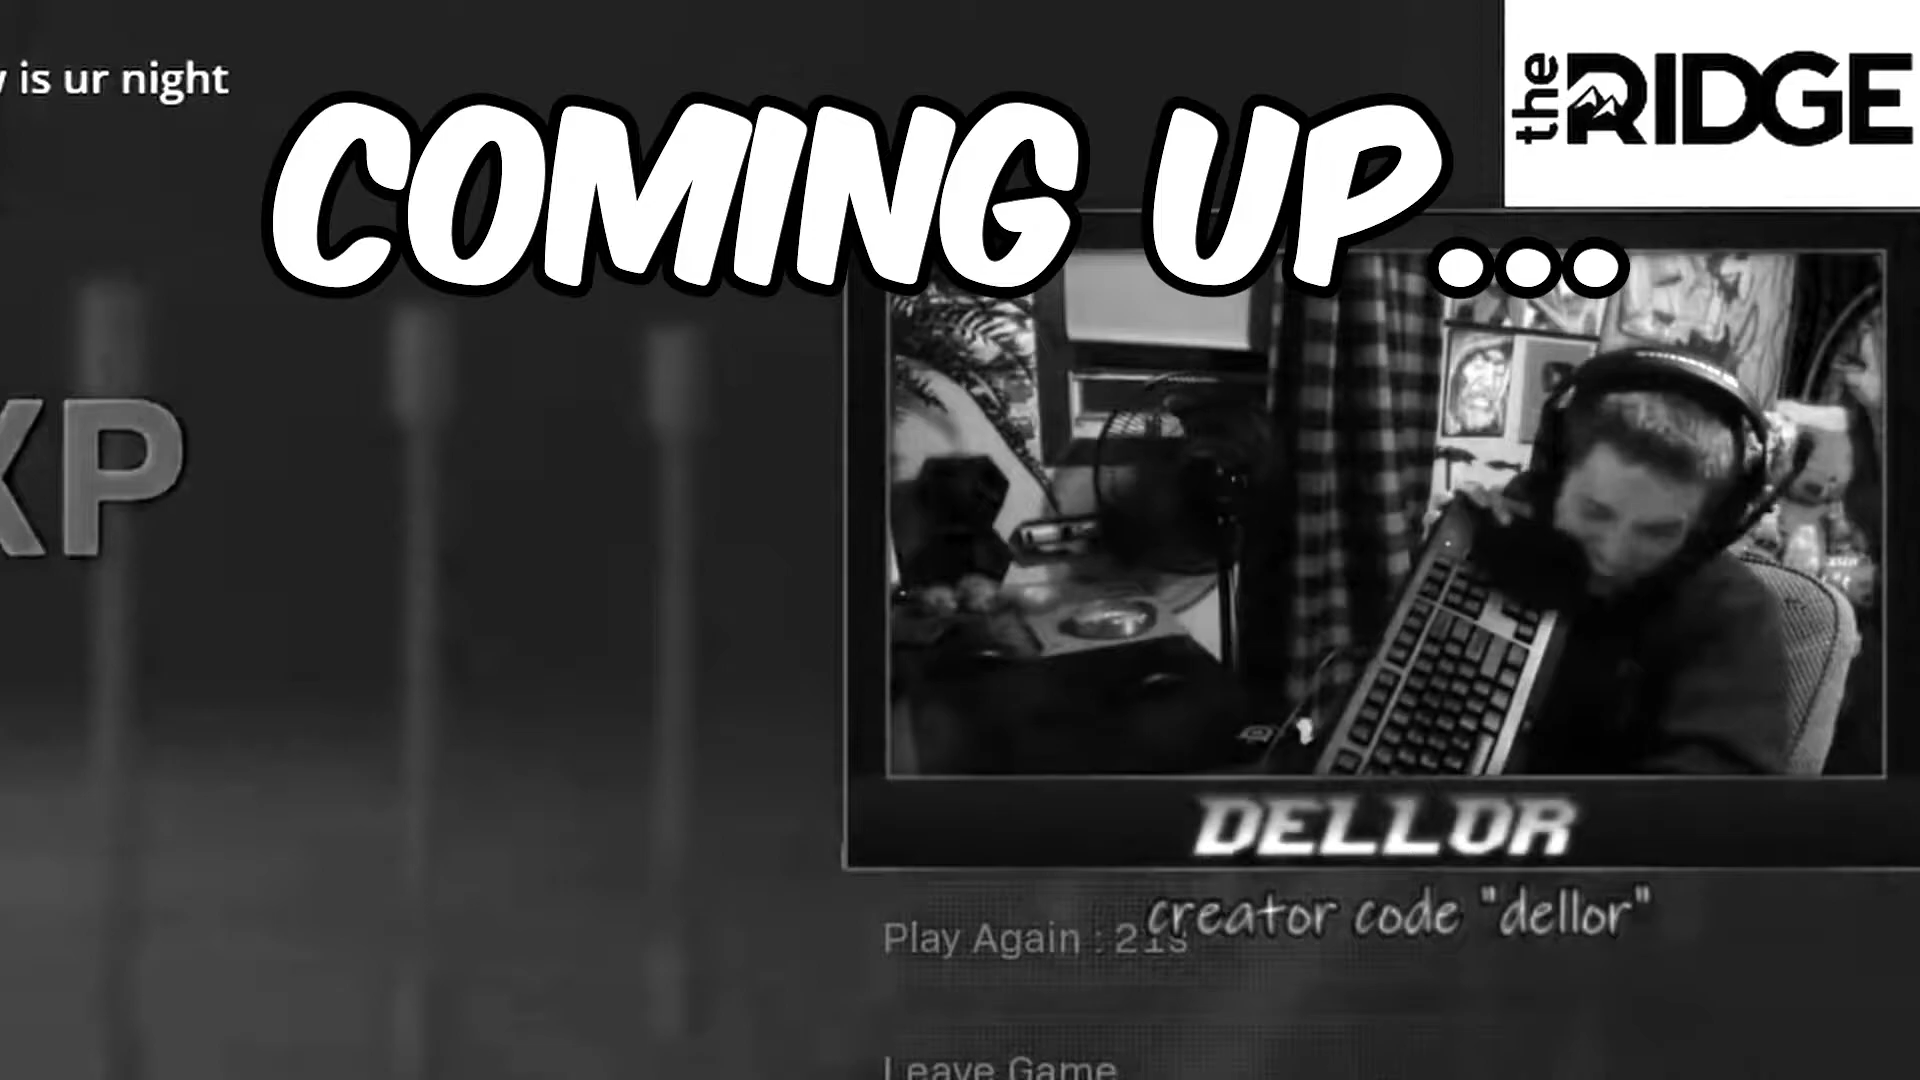 is ur night
COMING UP...
the RIDGE
XP
DELLOR
creator code "dellor"
Play Again : 21s
Leave Game